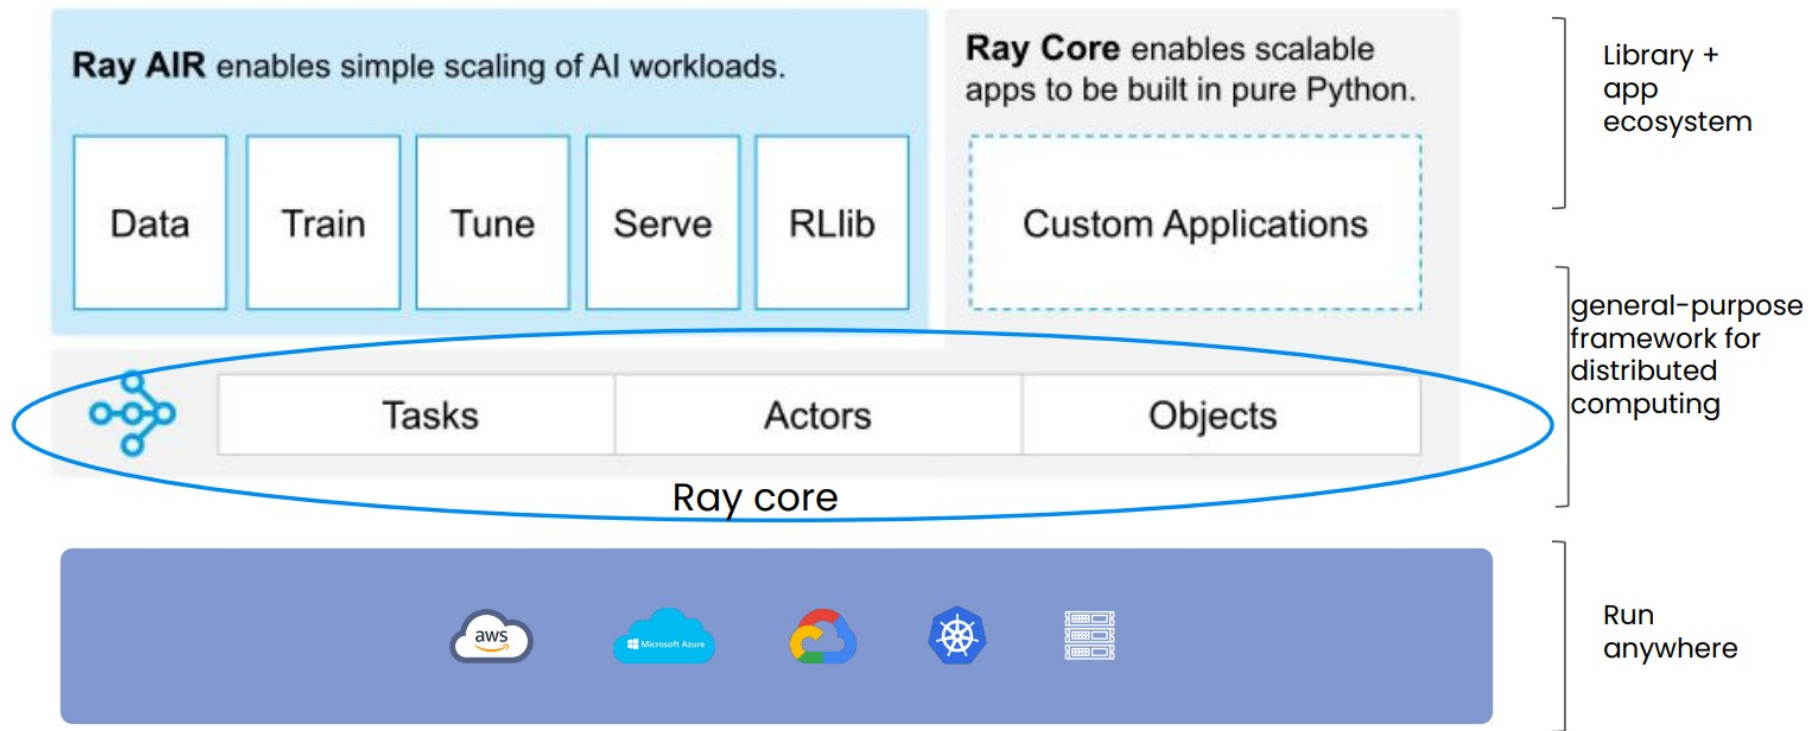 Ray AIR enables simple scaling of AI workloads.
Ray Core enables scalable
apps to be built in pure Python.
Library +
app
ecosystem
Data
Train
Tune
Serve
RLlib
Custom Applications
general-purpose
framework for
distributed
computing
Tasks
Actors
Objects
Ray core
aws
Microsoft Azure
Run
anywhere